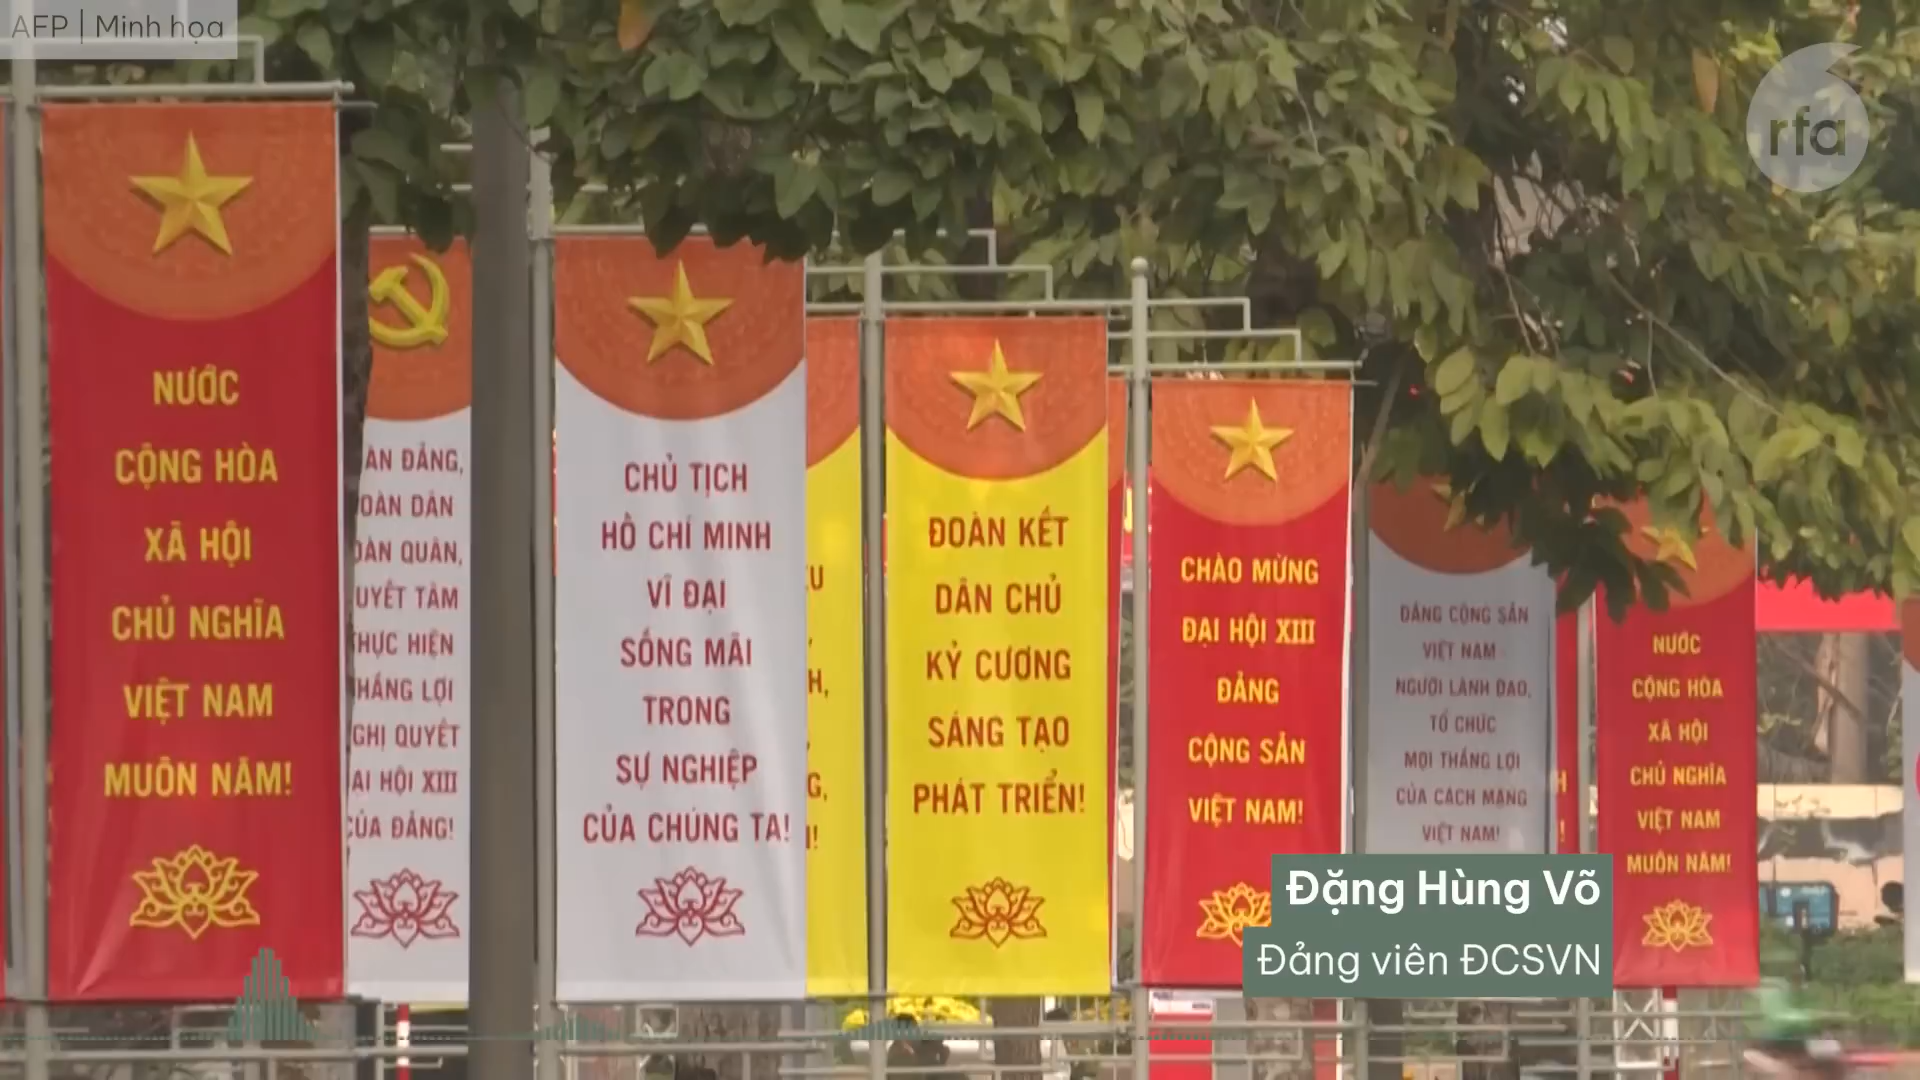 AFP | Minh họa
rfa
NƯỚC
CỘNG HÒA
XÃ HỘI
CHỦ NGHĨA
VIỆT NAM
MUÔN NĂM!
ĐẢNG,
DÂN
QUÂN,
TÂM
HIỆN
LỢI
QUYẾT
HỘI XIII
ĐẢNG!
CHỦ TỊCH
HỒ CHÍ MINH
VĨ ĐẠI
SỐNG MÃI
TRONG
SỰ NGHIỆP
CỦA CHÚNG TA!
ĐOÀN KẾT
DÂN CHỦ
KỶ CƯƠNG
SÁNG TẠO
PHÁT TRIỂN!
CHÀO MỪNG
ĐẠI HỘI XIII
ĐẢNG
CỘNG SẢN
VIỆT NAM!
ĐẢNG CỘNG SẢN
VIỆT NAM
NGƯỜI LÃNH ĐẠO,
TỔ CHỨC
MỌI THẮNG LỢI
CỦA CÁCH MẠNG
VIỆT NAM!
NƯỚC
CỘNG HÒA
XÃ HỘI
CHỦ NGHĨA
VIỆT NAM
MUÔN NĂM!
Đặng Hùng Võ
Đảng viên ĐCSVN